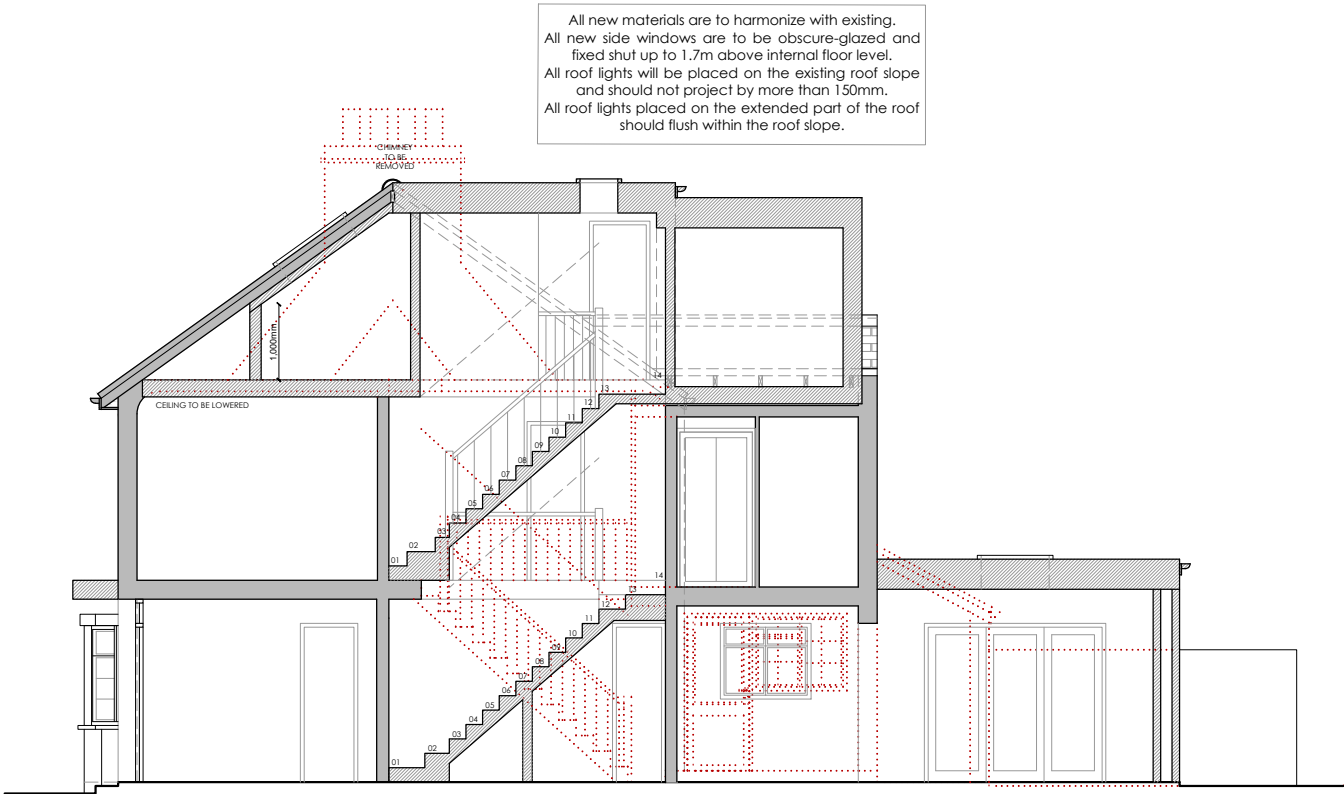 All new materials are to harmonize with existing.
All new side windows are to be obscure-glazed and
fixed shut up to 1.7m above internal floor level.
All roof lights will be placed on the existing roof slope
and should not project by more than 150mm.
All roof lights placed on the extended part of the roof
should flush within the roof slope.
CHIMNEY
TO BE
REMOVED
1,000mm
CEILING TO BE LOWERED
14
13
12
11
10
09
08
07
06
05
04
03
02
01
14
13
12
11
10
09
08
07
06
05
04
03
02
01